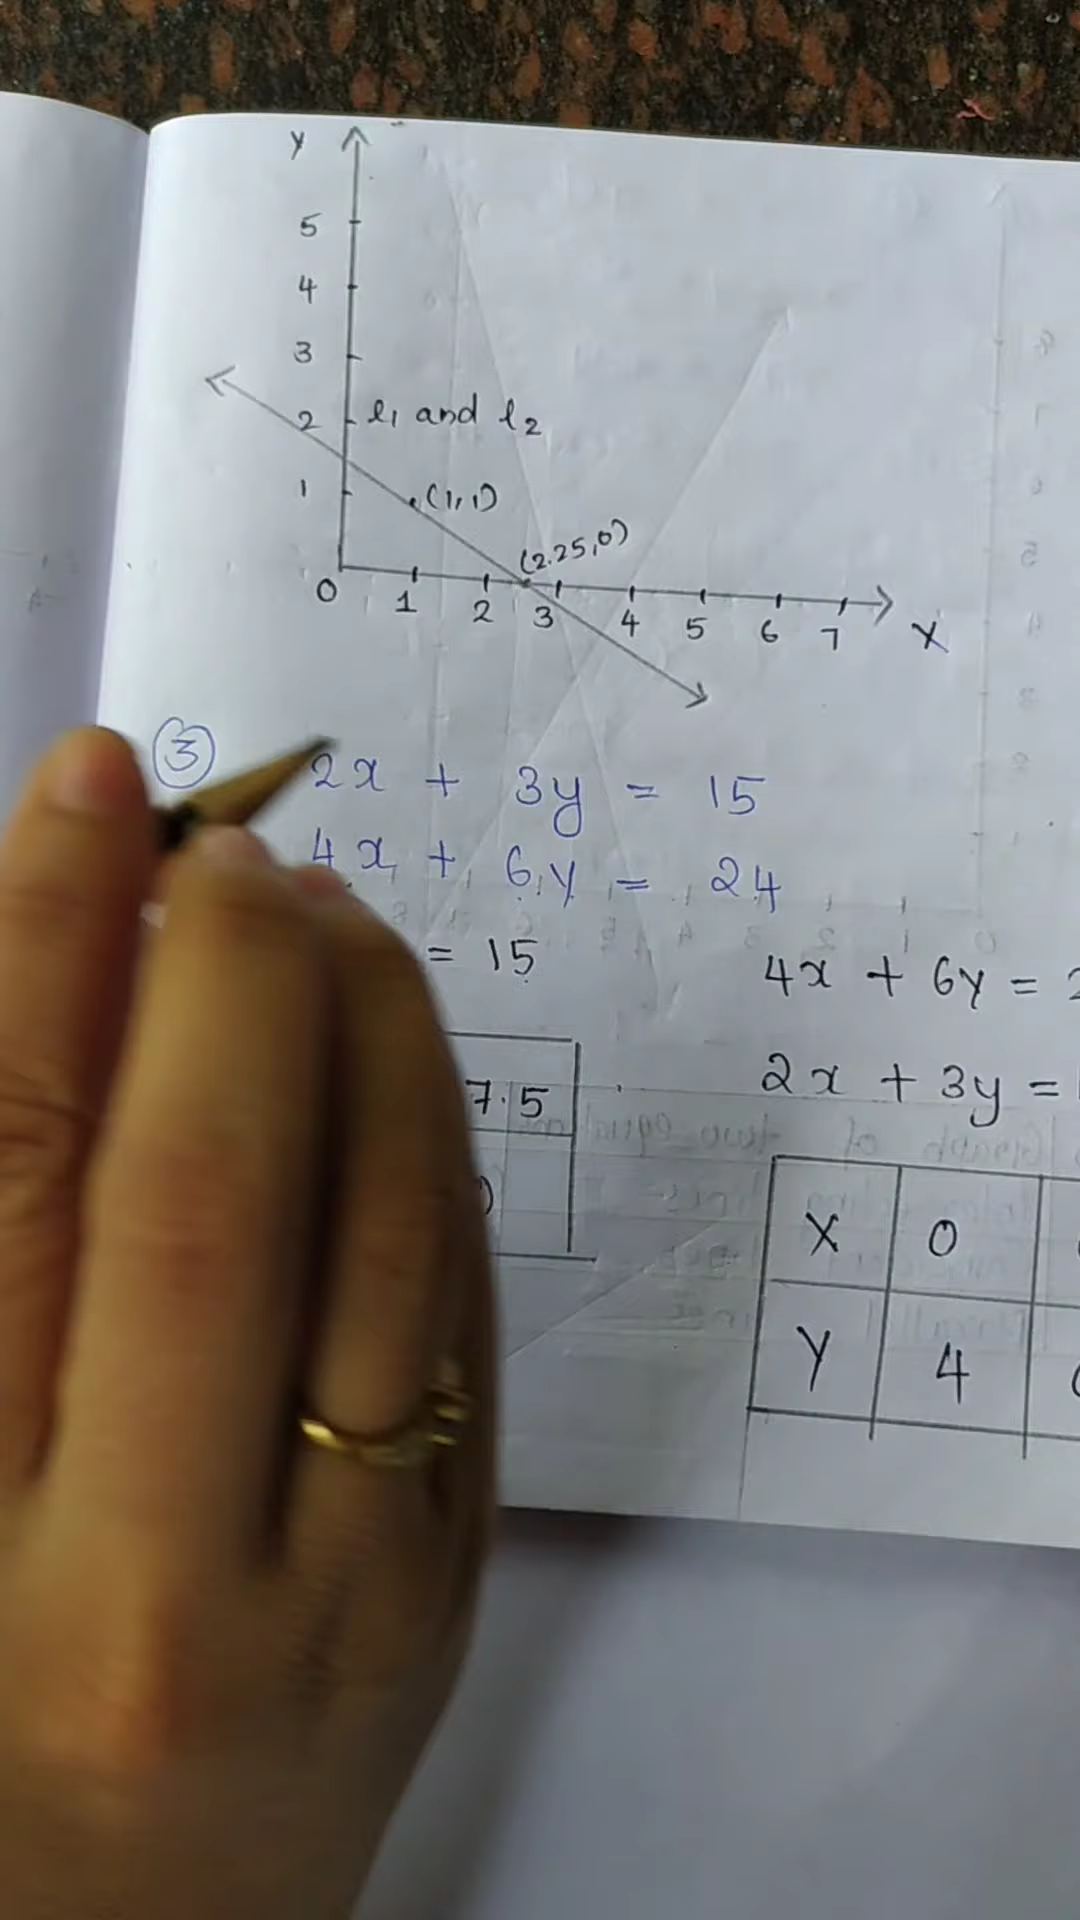 Y
5
4
3
2 l1 and l2
1 (1,1)
(2.25,0)
0 1 2 3 4 5 6 7 X
3 2x + 3y = 15
4x + 6y = 24
= 15 4x + 6y =
2x + 3y =
7.5
X 0
Y 4